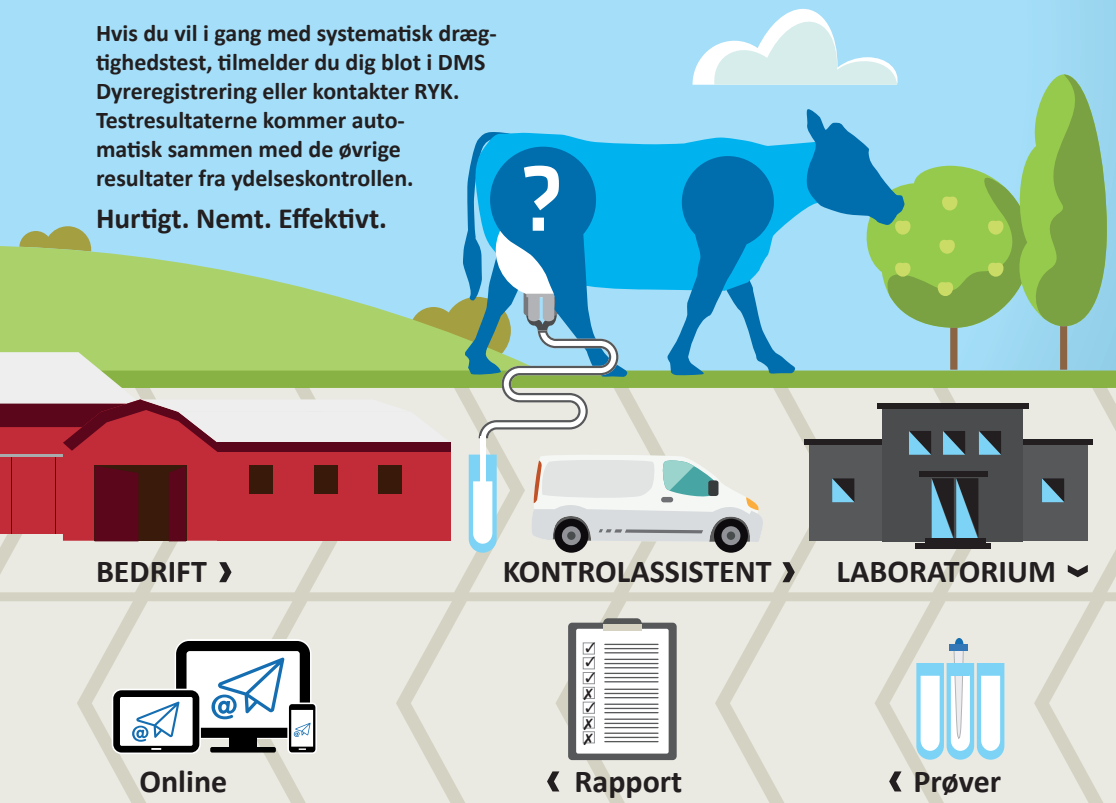 Hvis du vil i gang med systematisk dræg-
tighedstest, tilmelder du dig blot i DMS
Dyreregistrering eller kontakter RYK.
Testresultaterne kommer auto-
matisk sammen med de øvrige
resultater fra ydelseskontrollen.
Hurtigt. Nemt. Effektivt.
?
BEDRIFT ❯
KONTROLASSISTENT ❯
LABORATORIUM ⌄
@
@
@
Online
❮ Rapport
❮ Prøver